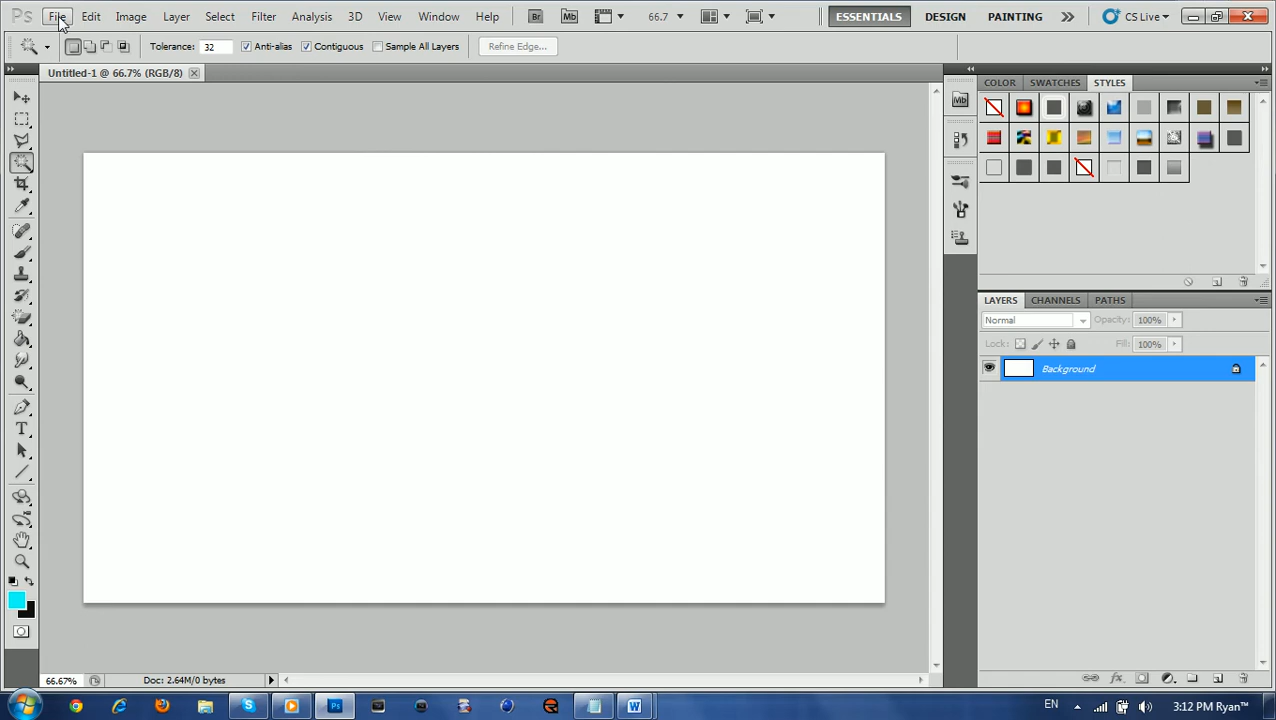 Ps File Edit Image Layer Select Filter Analysis 3D View Window Help Br Mb 66.7 ESSENTIALS DESIGN PAINTING CS Live
Tolerance: 32 Anti-alias Contiguous Sample All Layers Refine Edge...
Untitled-1 @ 66.7% (RGB/8)
COLOR SWATCHES STYLES
Mb
LAYERS CHANNELS PATHS
Normal Opacity: 100%
Lock: Fill: 100%
Background
T
fx
66.67% Doc: 2.64M/0 bytes
Ps W EN 3:12 PM Ryan™